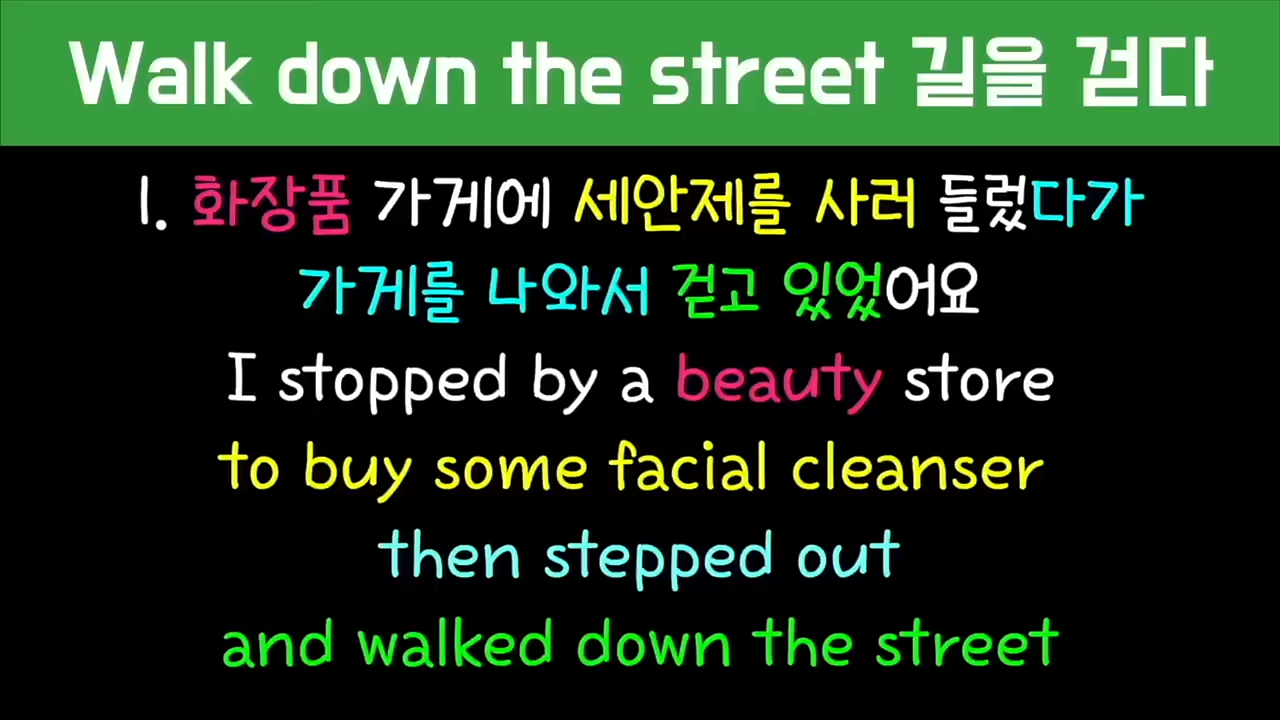 Walk down the street 길을 걷다
1. 화장품 가게에 세안제를 사러 들렀다가
가게를 나와서 걷고 있었어요
I stopped by a beauty store
to buy some facial cleanser
then stepped out
and walked down the street